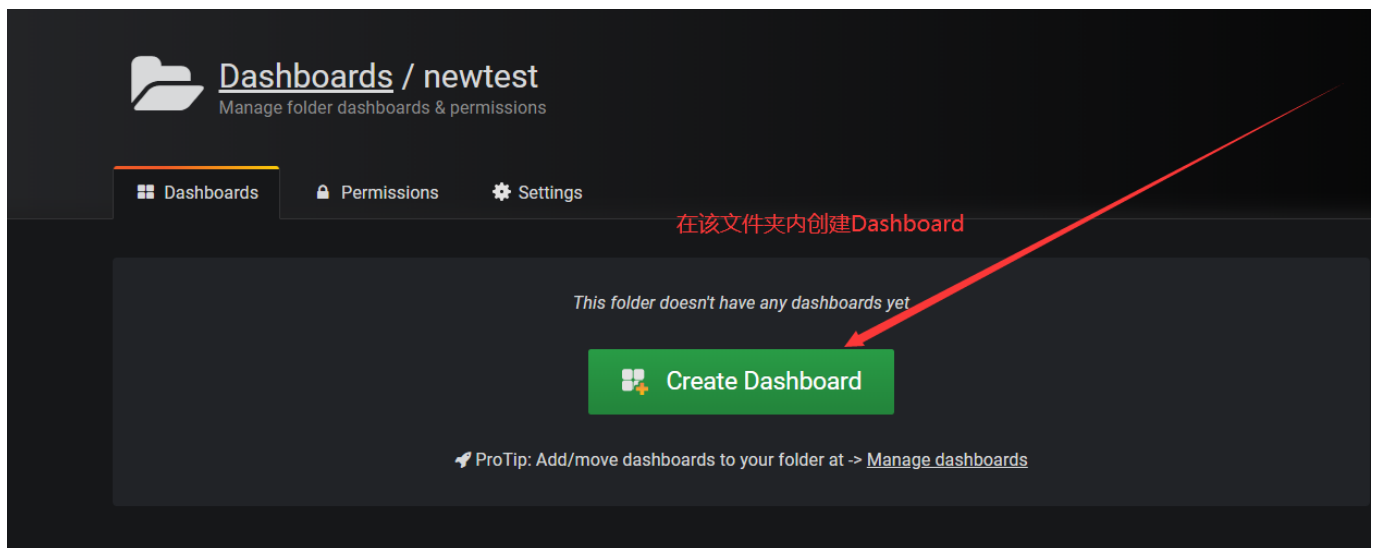 Dashboards / newtest
Manage folder dashboards & permissions
Dashboards Permissions Settings
在该文件夹内创建Dashboard
This folder doesn't have any dashboards yet
Create Dashboard
ProTip: Add/move dashboards to your folder at -> Manage dashboards